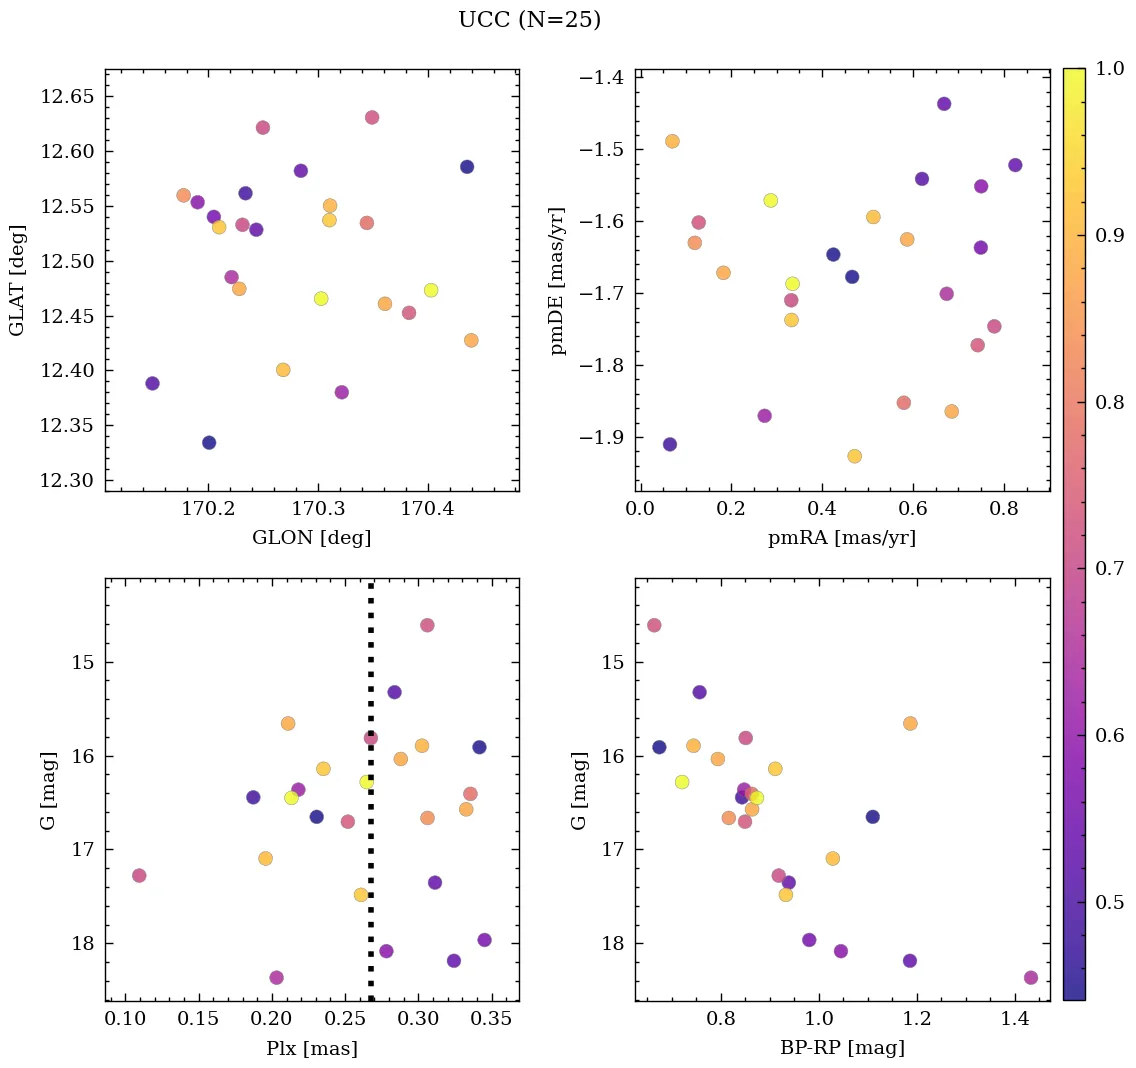 UCC (N=25)
12.65
12.60
12.55
12.50
12.45
12.40
12.35
12.30
GLAT [deg]
170.2 170.3 170.4
GLON [deg]
−1.4
−1.5
−1.6
−1.7
−1.8
−1.9
pmDE [mas/yr]
0.0 0.2 0.4 0.6 0.8
pmRA [mas/yr]
15
16
17
18
G [mag]
0.10 0.15 0.20 0.25 0.30 0.35
Plx [mas]
15
16
17
18
G [mag]
0.8 1.0 1.2 1.4
BP-RP [mag]
1.0
0.9
0.8
0.7
0.6
0.5